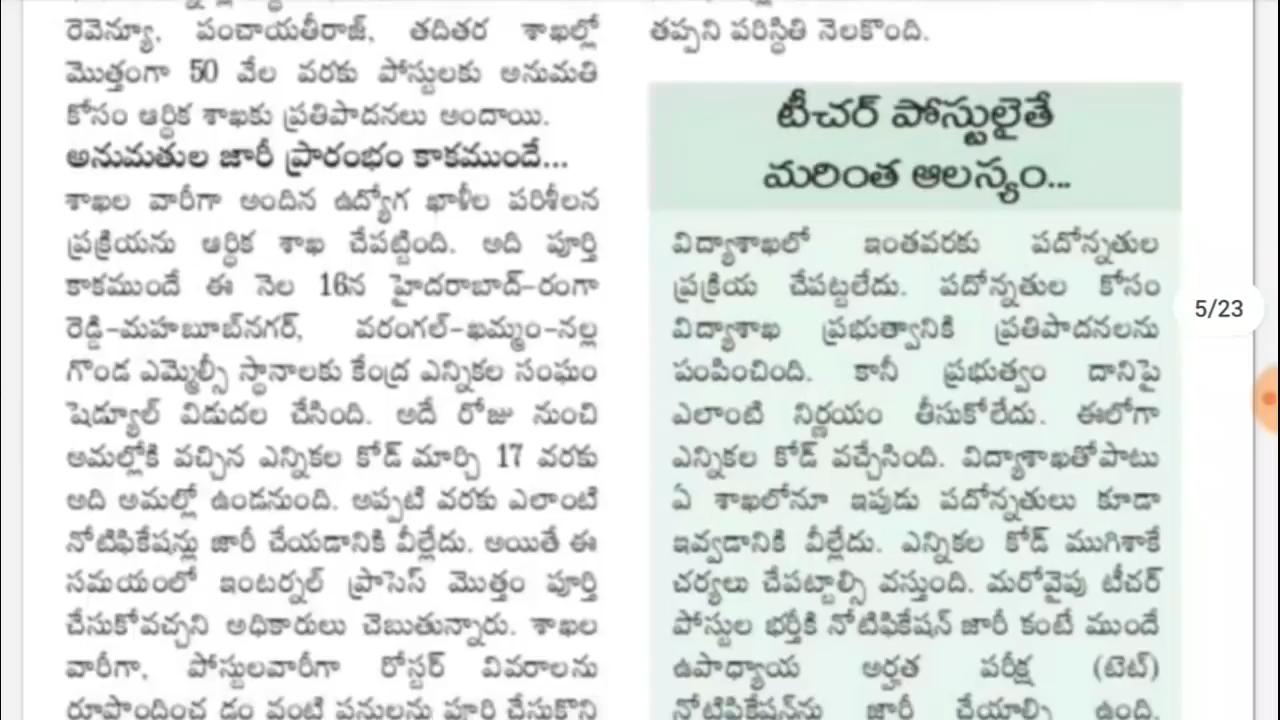 రెవెన్యూ, పంచాయతీరాజ్, తదితర శాఖల్లో
మొత్తంగా 50 వేల వరకు పోస్టులకు అనుమతి
కోసం ఆర్థిక శాఖకు ప్రతిపాదనలు అందాయి.
అనుమతుల జారీ ప్రారంభం కాకముందే...
శాఖల వారీగా అందిన ఉద్యోగ ఖాళీల పరిశీలన
ప్రక్రియను ఆర్థిక శాఖ చేపట్టింది. అది పూర్తి
కాకముందే ఈ నెల 16న హైదరాబాద్-రంగా
రెడ్డి-మహబూబ్‌నగర్, వరంగల్-ఖమ్మం-నల్ల
గొండ ఎమ్మెల్సీ స్థానాలకు కేంద్ర ఎన్నికల సంఘం
షెడ్యూల్ విడుదల చేసింది. అదే రోజు నుంచి
అమల్లోకి వచ్చిన ఎన్నికల కోడ్ మార్చి 17 వరకు
అది అమల్లో ఉండనుంది. అప్పటి వరకు ఎలాంటి
నోటిఫికేషన్లు జారీ చేయడానికి వీల్లేదు. అయితే ఈ
సమయంలో ఇంటర్నల్ ప్రాసెస్ మొత్తం పూర్తి
చేసుకోవచ్చని అధికారులు చెబుతున్నారు. శాఖల
వారీగా, పోస్టులవారీగా రోస్టర్ వివరాలను
రూపొందించ డం వంటి పనులను పూర్తి చేసుకొని
తప్పని పరిస్థితి నెలకొంది.
టీచర్ పోస్టులైతే
మరింత ఆలస్యం...
విద్యాశాఖలో ఇంతవరకు పదోన్నతుల
ప్రక్రియ చేపట్టలేదు. పదోన్నతుల కోసం
విద్యాశాఖ ప్రభుత్వానికి ప్రతిపాదనలను
పంపించింది. కానీ ప్రభుత్వం దానిపై
ఎలాంటి నిర్ణయం తీసుకోలేదు. ఈలోగా
ఎన్నికల కోడ్ వచ్చేసింది. విద్యాశాఖతోపాటు
ఏ శాఖలోనూ ఇపుడు పదోన్నతులు కూడా
ఇవ్వడానికి వీల్లేదు. ఎన్నికల కోడ్ ముగిశాకే
చర్యలు చేపట్టాల్సి వస్తుంది. మరోవైపు టీచర్
పోస్టుల భర్తీకి నోటిఫికేషన్ జారీ కంటే ముందే
ఉపాధ్యాయ అర్హత పరీక్ష (టెట్)
నోటిఫికేషన్‌ను జారీ చేయాల్సి ఉంది.
5/23